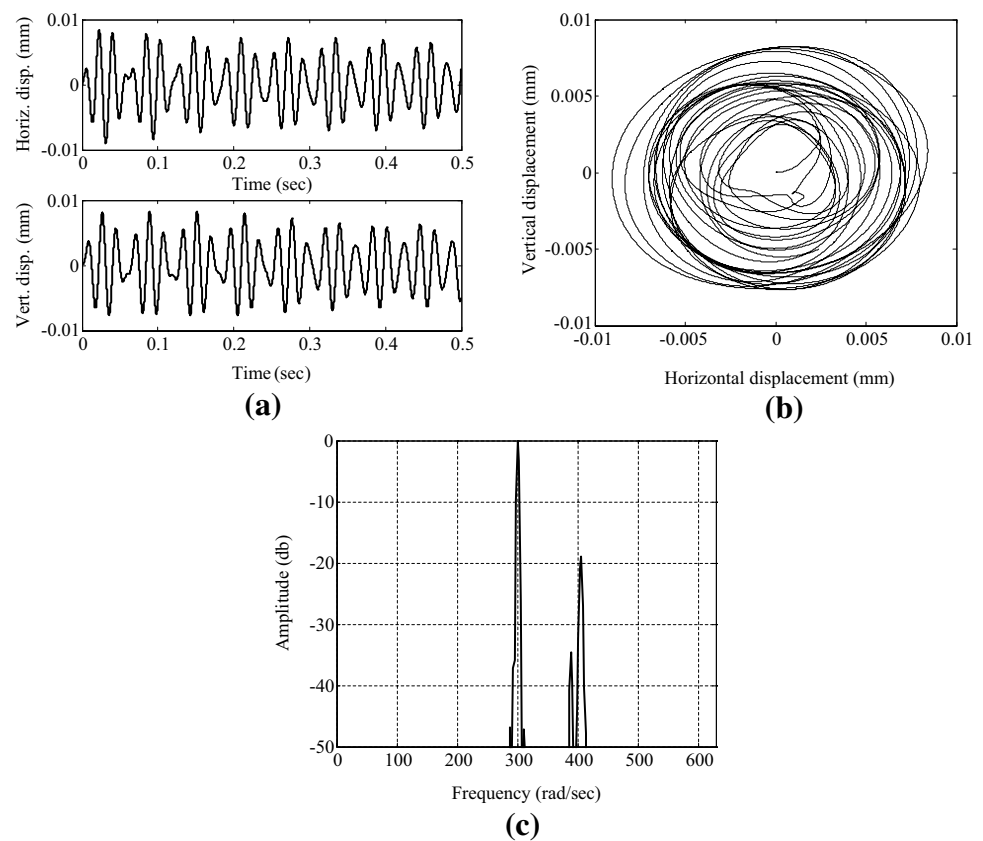 0.01
0
-0.01
Horiz. disp. (mm)
0 0.1 0.2 0.3 0.4 0.5
Time (sec)
0.01
0
-0.01
Vert. disp. (mm)
0 0.1 0.2 0.3 0.4 0.5
Time (sec)
(a)
0.01
0.005
0
-0.005
-0.01
Vertical displacement (mm)
-0.01 -0.005 0 0.005 0.01
Horizontal displacement (mm)
(b)
0
-10
-20
-30
-40
-50
Amplitude (db)
0 100 200 300 400 500 600
Frequency (rad/sec)
(c)